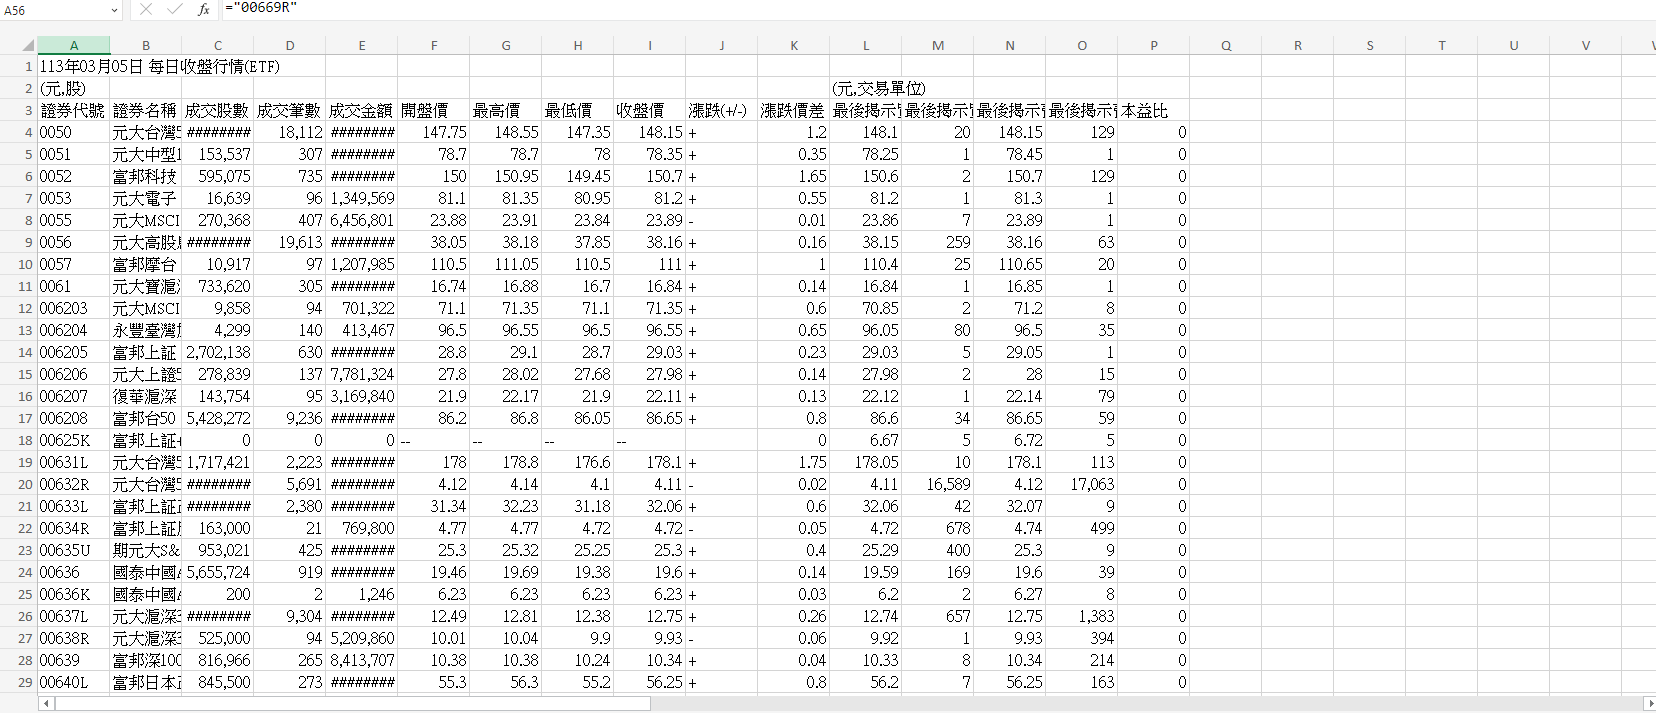 A56 fx ="00669R"
A B C D E F G H I J K L M N O P Q R S T U V
1 113年03月05日 每日收盤行情(ETF)
2 (元,股) (元,交易單位)
3 證券代號 證券名稱 成交股數 成交筆數 成交金額 開盤價 最高價 最低價 收盤價 漲跌(+/-) 漲跌價差 最後揭示 最後揭示 最後揭示 最後揭示 本益比
4 0050 元大台灣5 ######## 18,112 ######## 147.75 148.55 147.35 148.15 + 1.2 148.1 20 148.15 129 0
5 0051 元大中型1 153,537 307 ######## 78.7 78.7 78 78.35 + 0.35 78.25 1 78.45 1 0
6 0052 富邦科技 595,075 735 ######## 150 150.95 149.45 150.7 + 1.65 150.6 2 150.7 129 0
7 0053 元大電子 16,639 96 1,349,569 81.1 81.35 80.95 81.2 + 0.55 81.2 1 81.3 1 0
8 0055 元大MSCI 270,368 407 6,456,801 23.88 23.91 23.84 23.89 - 0.01 23.86 7 23.89 1 0
9 0056 元大高股 ######## 19,613 ######## 38.05 38.18 37.85 38.16 + 0.16 38.15 259 38.16 63 0
10 0057 富邦摩台 10,917 97 1,207,985 110.5 111.05 110.5 111 + 1 110.4 25 110.65 20 0
11 0061 元大寶滬 733,620 305 ######## 16.74 16.88 16.7 16.84 + 0.14 16.84 1 16.85 1 0
12 006203 元大MSCI 9,858 94 701,322 71.1 71.35 71.1 71.35 + 0.6 70.85 2 71.2 8 0
13 006204 永豐臺灣 4,299 140 413,467 96.5 96.55 96.5 96.55 + 0.65 96.05 80 96.5 35 0
14 006205 富邦上証 2,702,138 630 ######## 28.8 29.1 28.7 29.03 + 0.23 29.03 5 29.05 1 0
15 006206 元大上證5 278,839 137 7,781,324 27.8 28.02 27.68 27.98 + 0.14 27.98 2 28 15 0
16 006207 復華滬深 143,754 95 3,169,840 21.9 22.17 21.9 22.11 + 0.13 22.12 1 22.14 79 0
17 006208 富邦台50 5,428,272 9,236 ######## 86.2 86.8 86.05 86.65 + 0.8 86.6 34 86.65 59 0
18 00625K 富邦上証+ 0 0 0 -- -- -- -- 0 6.67 5 6.72 5 0
19 00631L 元大台灣5 1,717,421 2,223 ######## 178 178.8 176.6 178.1 + 1.75 178.05 10 178.1 113 0
20 00632R 元大台灣5 ######## 5,691 ######## 4.12 4.14 4.1 4.11 - 0.02 4.11 16,589 4.12 17,063 0
21 00633L 富邦上証 ######## 2,380 ######## 31.34 32.23 31.18 32.06 + 0.6 32.06 42 32.07 9 0
22 00634R 富邦上証 163,000 21 769,800 4.77 4.77 4.72 4.72 - 0.05 4.72 678 4.74 499 0
23 00635U 期元大S& 953,021 425 ######## 25.3 25.32 25.25 25.3 + 0.4 25.29 400 25.3 9 0
24 00636 國泰中國A 5,655,724 919 ######## 19.46 19.69 19.38 19.6 + 0.14 19.59 169 19.6 39 0
25 00636K 國泰中國A 200 2 1,246 6.23 6.23 6.23 6.23 + 0.03 6.2 2 6.27 8 0
26 00637L 元大滬深3 ######## 9,304 ######## 12.49 12.81 12.38 12.75 + 0.26 12.74 657 12.75 1,383 0
27 00638R 元大滬深3 525,000 94 5,209,860 10.01 10.04 9.9 9.93 - 0.06 9.92 1 9.93 394 0
28 00639 富邦深100 816,966 265 8,413,707 10.38 10.38 10.24 10.34 + 0.04 10.33 8 10.34 214 0
29 00640L 富邦日本 845,500 273 ######## 55.3 56.3 55.2 56.25 + 0.8 56.2 7 56.25 163 0